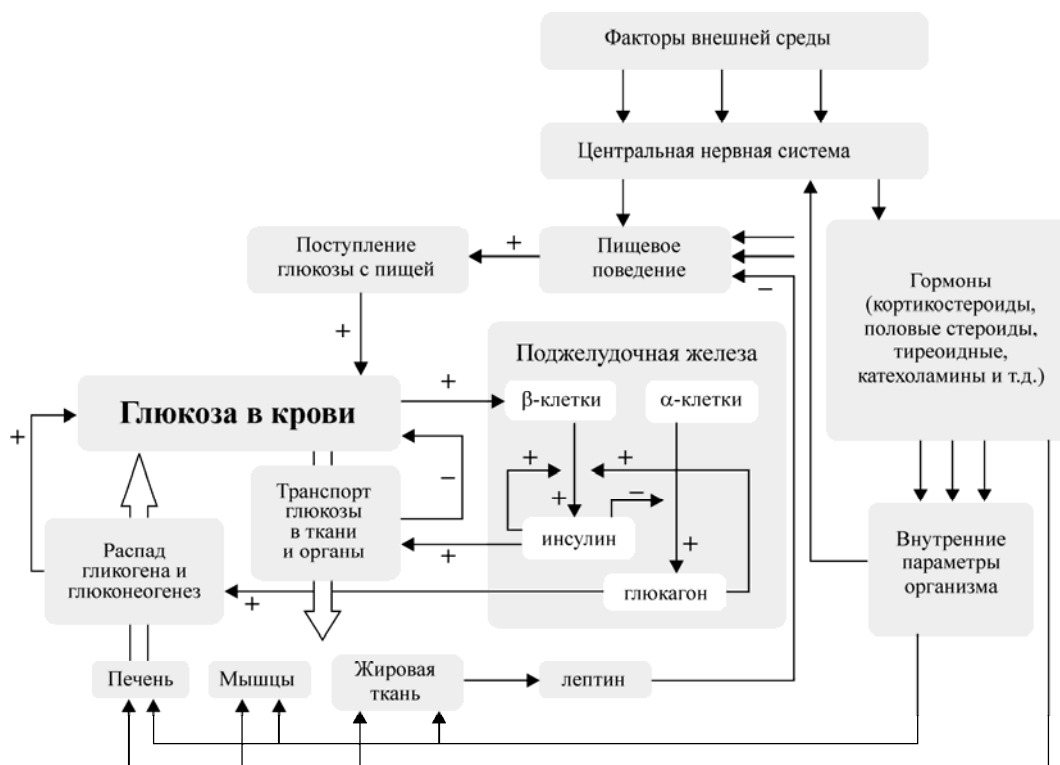 Факторы внешней среды
Центральная нервная система
Поступление
глюкозы с пищей
+
Пищевое
поведение
−
Гормоны
(кортикостероиды,
половые стероиды,
тиреоидные,
катехоламины и т.д.)
+
Поджелудочная железа
+
β-клетки
α-клетки
Глюкоза в крови
+
−
+
+
Транспорт
глюкозы
в ткани
и органы
+
−
инсулин
+
+
Распад
гликогена и
глюконеогенез
+
глюкагон
Внутренние
параметры
организма
Печень
Мышцы
Жировая
ткань
лептин